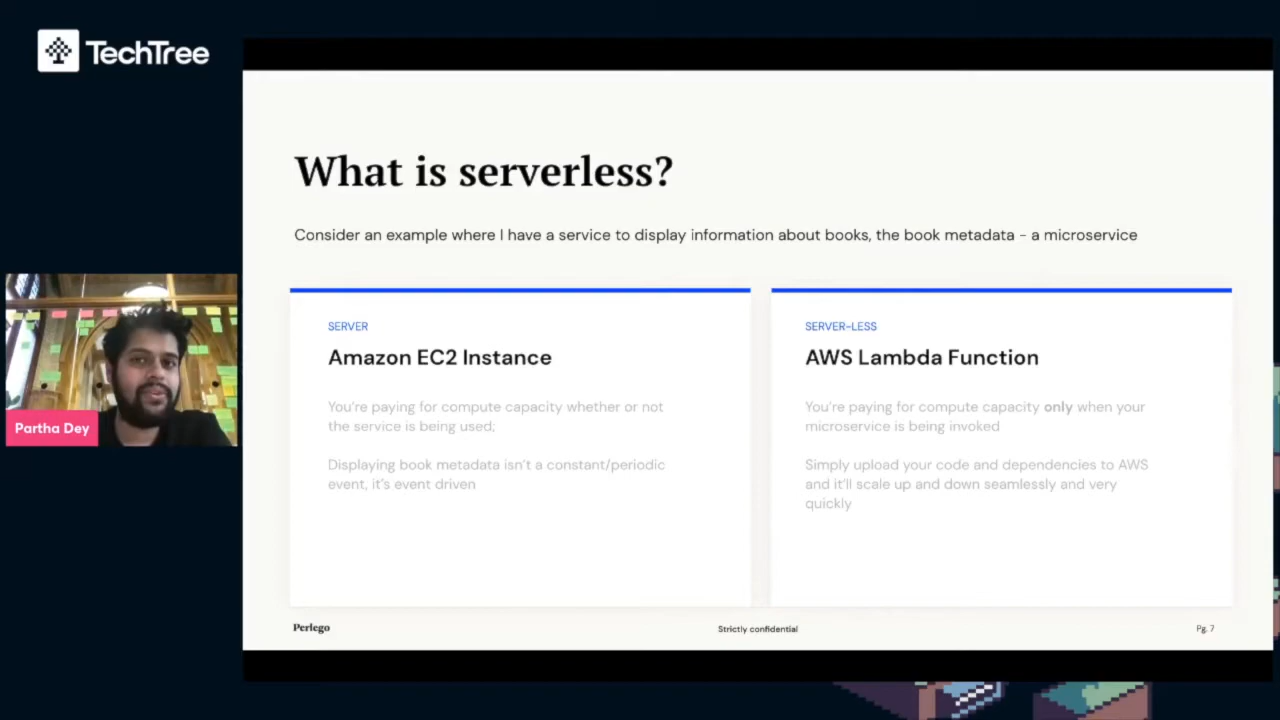 TechTree
What is serverless?
Consider an example where I have a service to display information about books, the book metadata - a microservice
SERVER
Amazon EC2 Instance
You're paying for compute capacity whether or not
the service is being used;
Displaying book metadata isn't a constant/periodic
event, it's event driven
SERVER-LESS
AWS Lambda Function
You're paying for compute capacity only when your
microservice is being invoked
Simply upload your code and dependencies to AWS
and it'll scale up and down seamlessly and very
quickly
Partha Dey
Perlego
Strictly confidential
Pg. 7